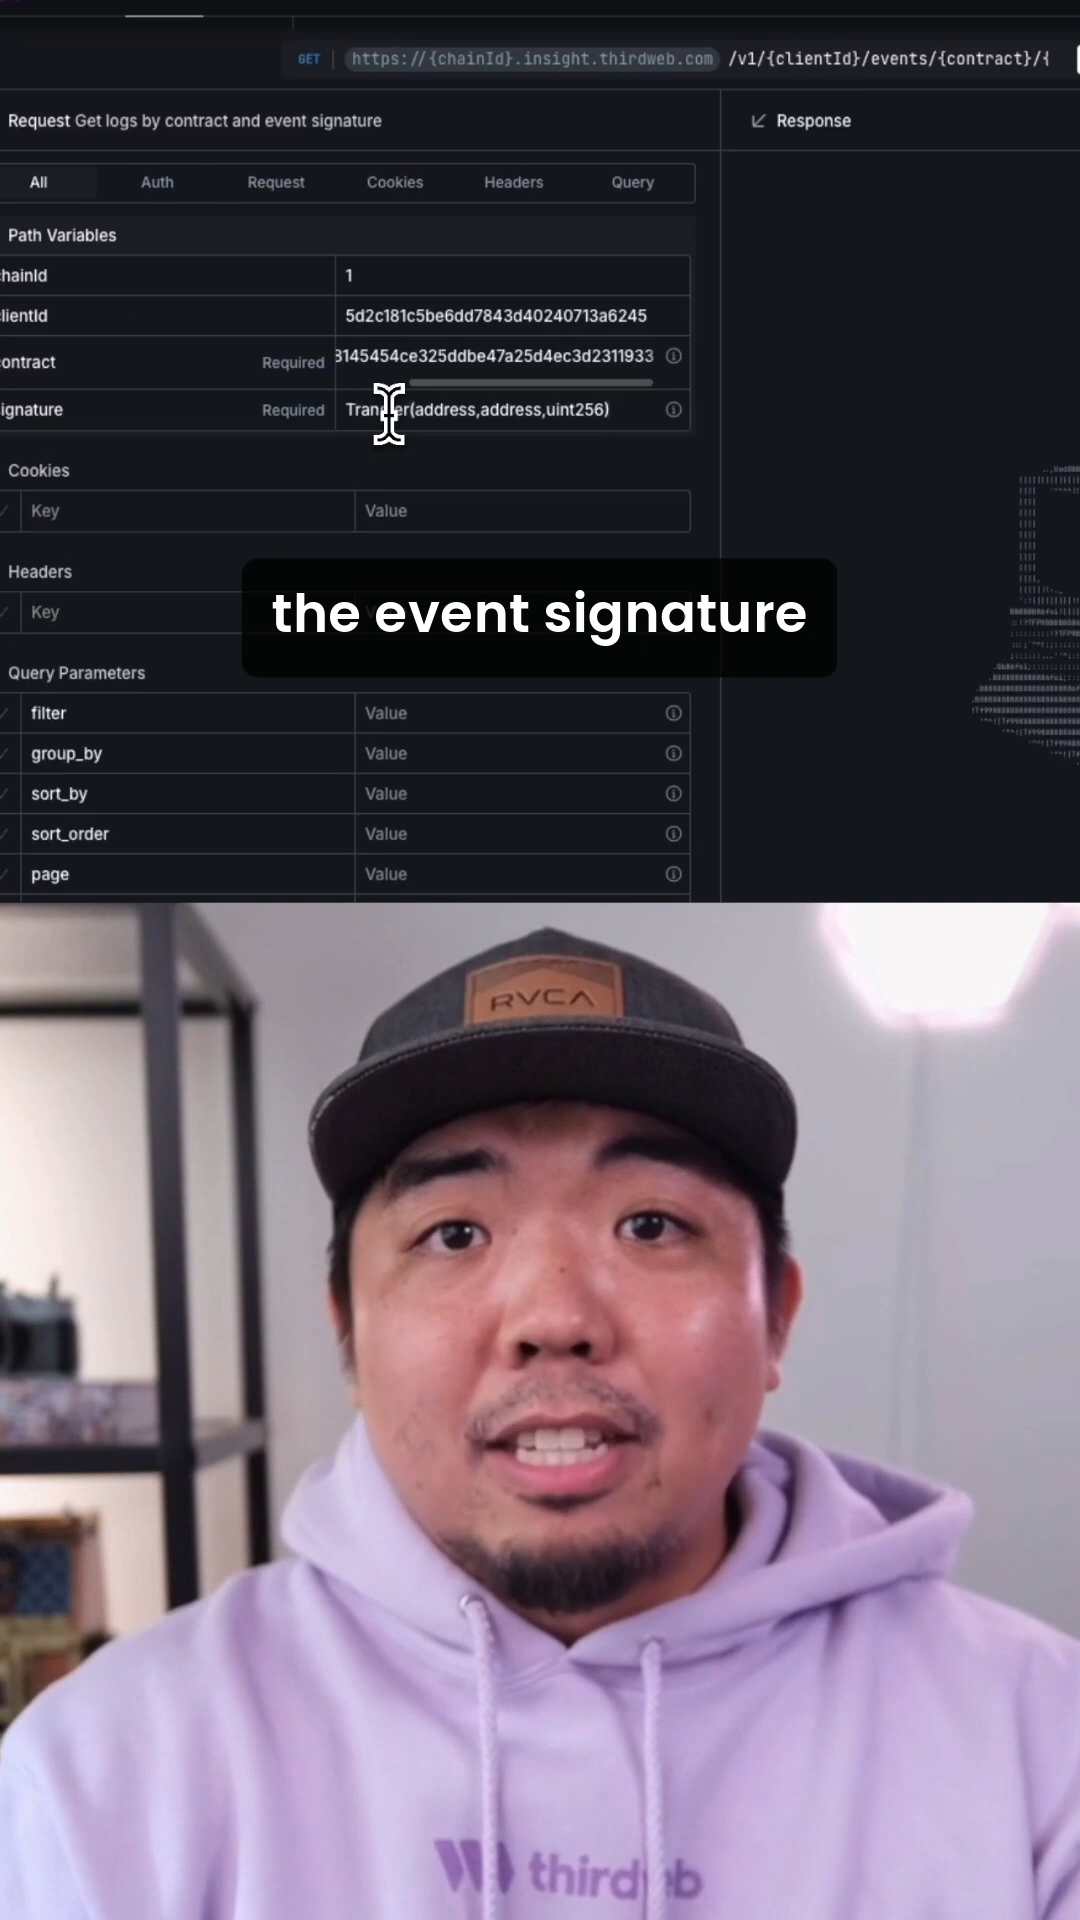 GET https://{chainId}.insight.thirdweb.com /v1/{clientId}/events/{contract}/{
Request Get logs by contract and event signature
Response
All Auth Request Cookies Headers Query
Path Variables
hainId 1
lientId 5d2c181c5be6dd7843d40240713a6245
ontract Required 3145454ce325ddbe47a25d4ec3d2311933
ignature Required Transfer(address,address,uint256)
Cookies
Key Value
Headers
Key
the event signature
Query Parameters
filter Value
group_by Value
sort_by Value
sort_order Value
page Value
RVCA
thirdweb